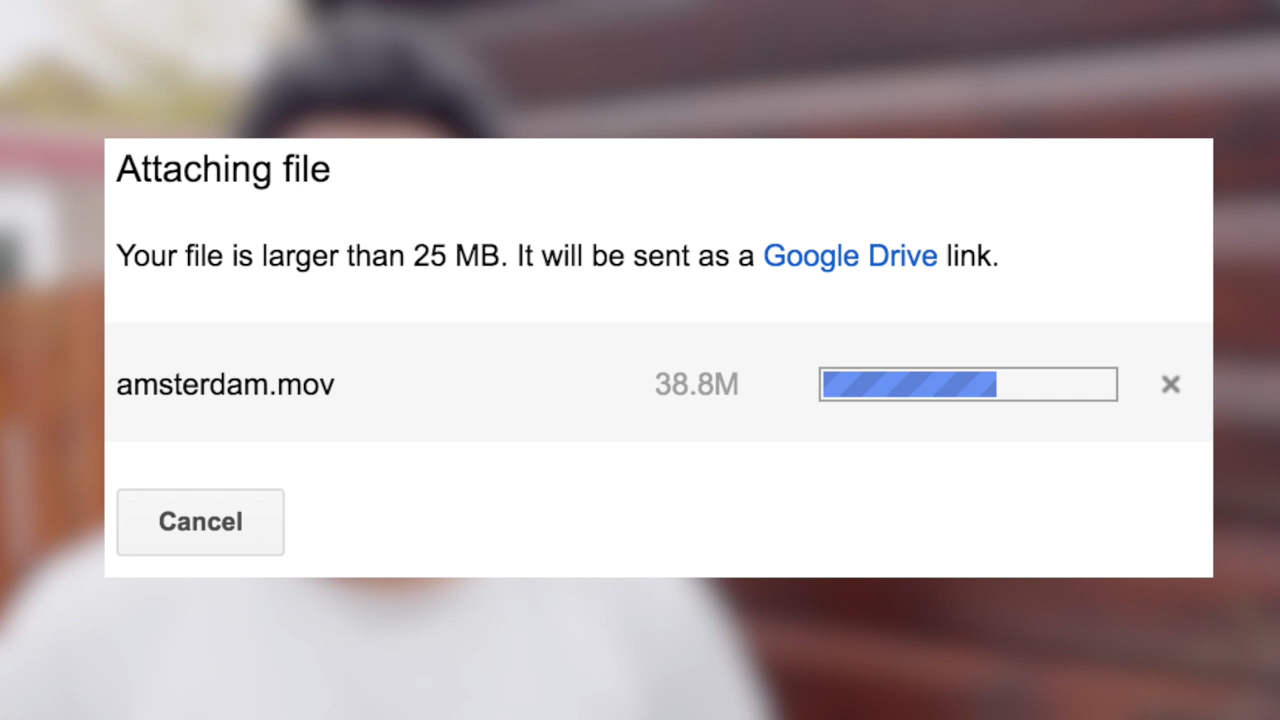 Attaching file
Your file is larger than 25 MB. It will be sent as a Google Drive link.
amsterdam.mov 38.8M
Cancel